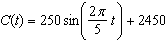 C(t) = 250 sin(2π/5 t) + 2450